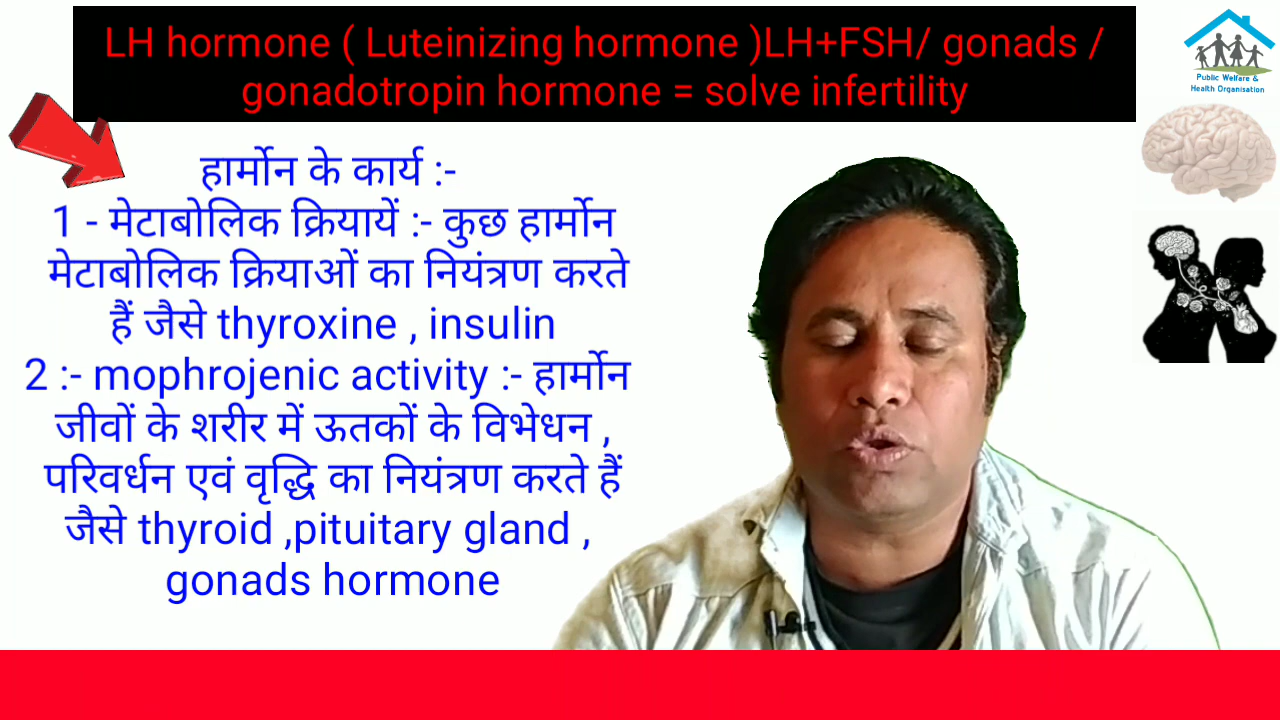 LH hormone ( Luteinizing hormone )LH+FSH/ gonads /
gonadotropin hormone = solve infertility
Public Welfare &
Health Organisation
हार्मोन के कार्य :-
1 - मेटाबोलिक क्रियायें :- कुछ हार्मोन
मेटाबोलिक क्रियाओं का नियंत्रण करते
हैं जैसे thyroxine , insulin
2 :- mophrojenic activity :- हार्मोन
जीवों के शरीर में ऊतकों के विभेधन ,
परिवर्धन एवं वृद्धि का नियंत्रण करते हैं
जैसे thyroid ,pituitary gland ,
gonads hormone